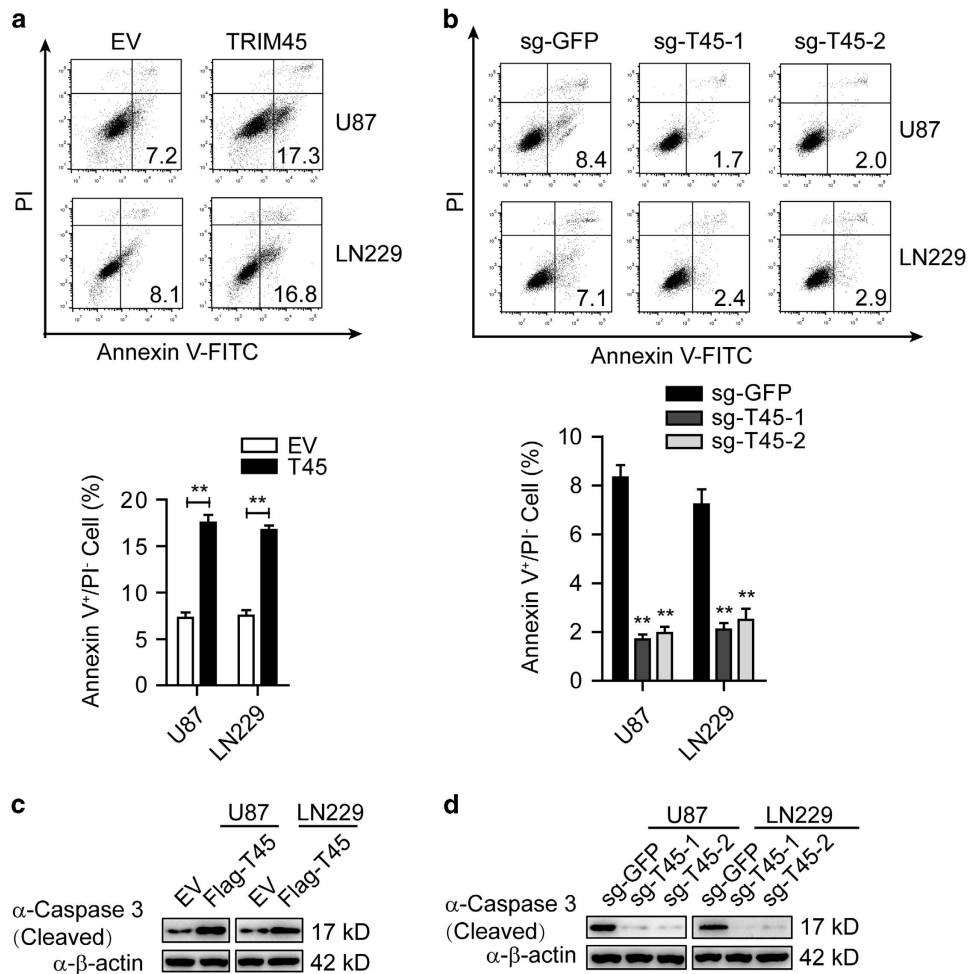 a
EV TRIM45
U87
7.2 17.3
PI
LN229
8.1 16.8
Annexin V-FITC
b
sg-GFP sg-T45-1 sg-T45-2
U87
8.4 1.7 2.0
PI
LN229
7.1 2.4 2.9
Annexin V-FITC
EV
T45
Annexin V+/PI- Cell (%)
20
15
10
5
0
** **
U87 LN229
sg-GFP
sg-T45-1
sg-T45-2
Annexin V+/PI- Cell (%)
10
8
6
4
2
0
** ** ** **
U87 LN229
c
U87 LN229
EV Flag-T45 EV Flag-T45
α-Caspase 3
(Cleaved)
17 kD
α-β-actin 42 kD
d
U87 LN229
sg-GFP sg-T45-1 sg-T45-2 sg-GFP sg-T45-1 sg-T45-2
α-Caspase 3
(Cleaved)
17 kD
α-β-actin 42 kD